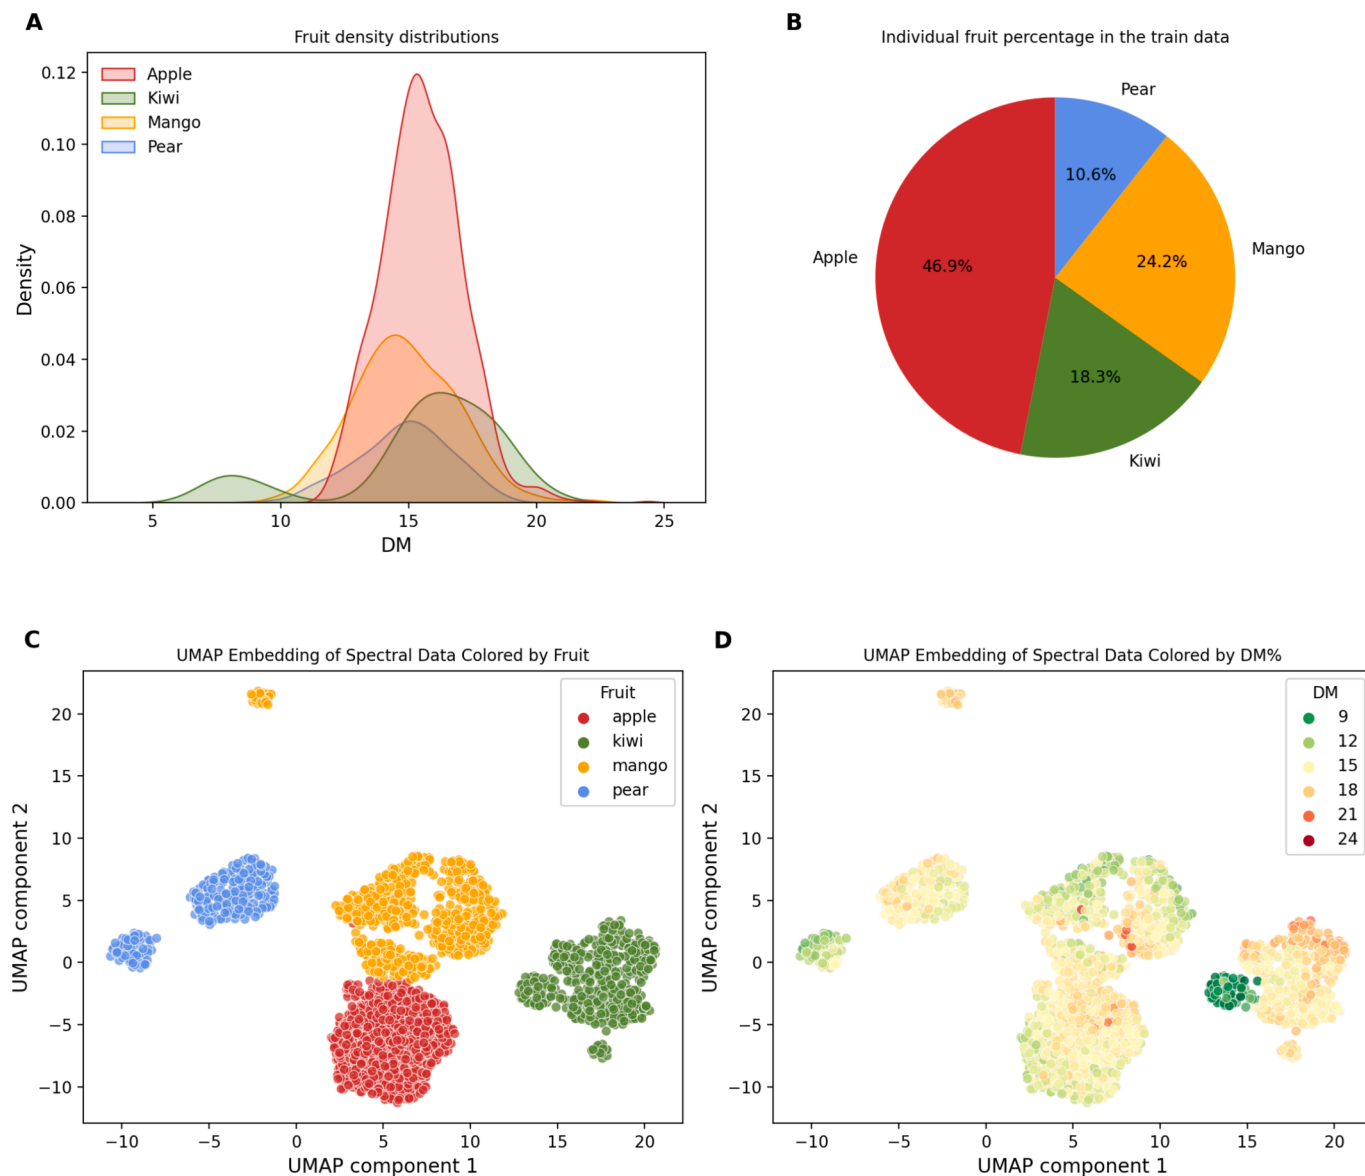 A
Fruit density distributions
Apple
Kiwi
Mango
Pear
0.12
0.10
0.08
0.06
0.04
0.02
0.00
Density
5
10
15
20
25
DM
B
Individual fruit percentage in the train data
Pear
10.6%
Mango
24.2%
Apple
46.9%
18.3%
Kiwi
C
UMAP Embedding of Spectral Data Colored by Fruit
Fruit
apple
kiwi
mango
pear
20
15
10
5
0
−5
−10
UMAP component 2
−10
−5
0
5
10
15
20
UMAP component 1
D
UMAP Embedding of Spectral Data Colored by DM%
DM
9
12
15
18
21
24
20
15
10
5
0
−5
−10
UMAP component 2
−10
−5
0
5
10
15
20
UMAP component 1